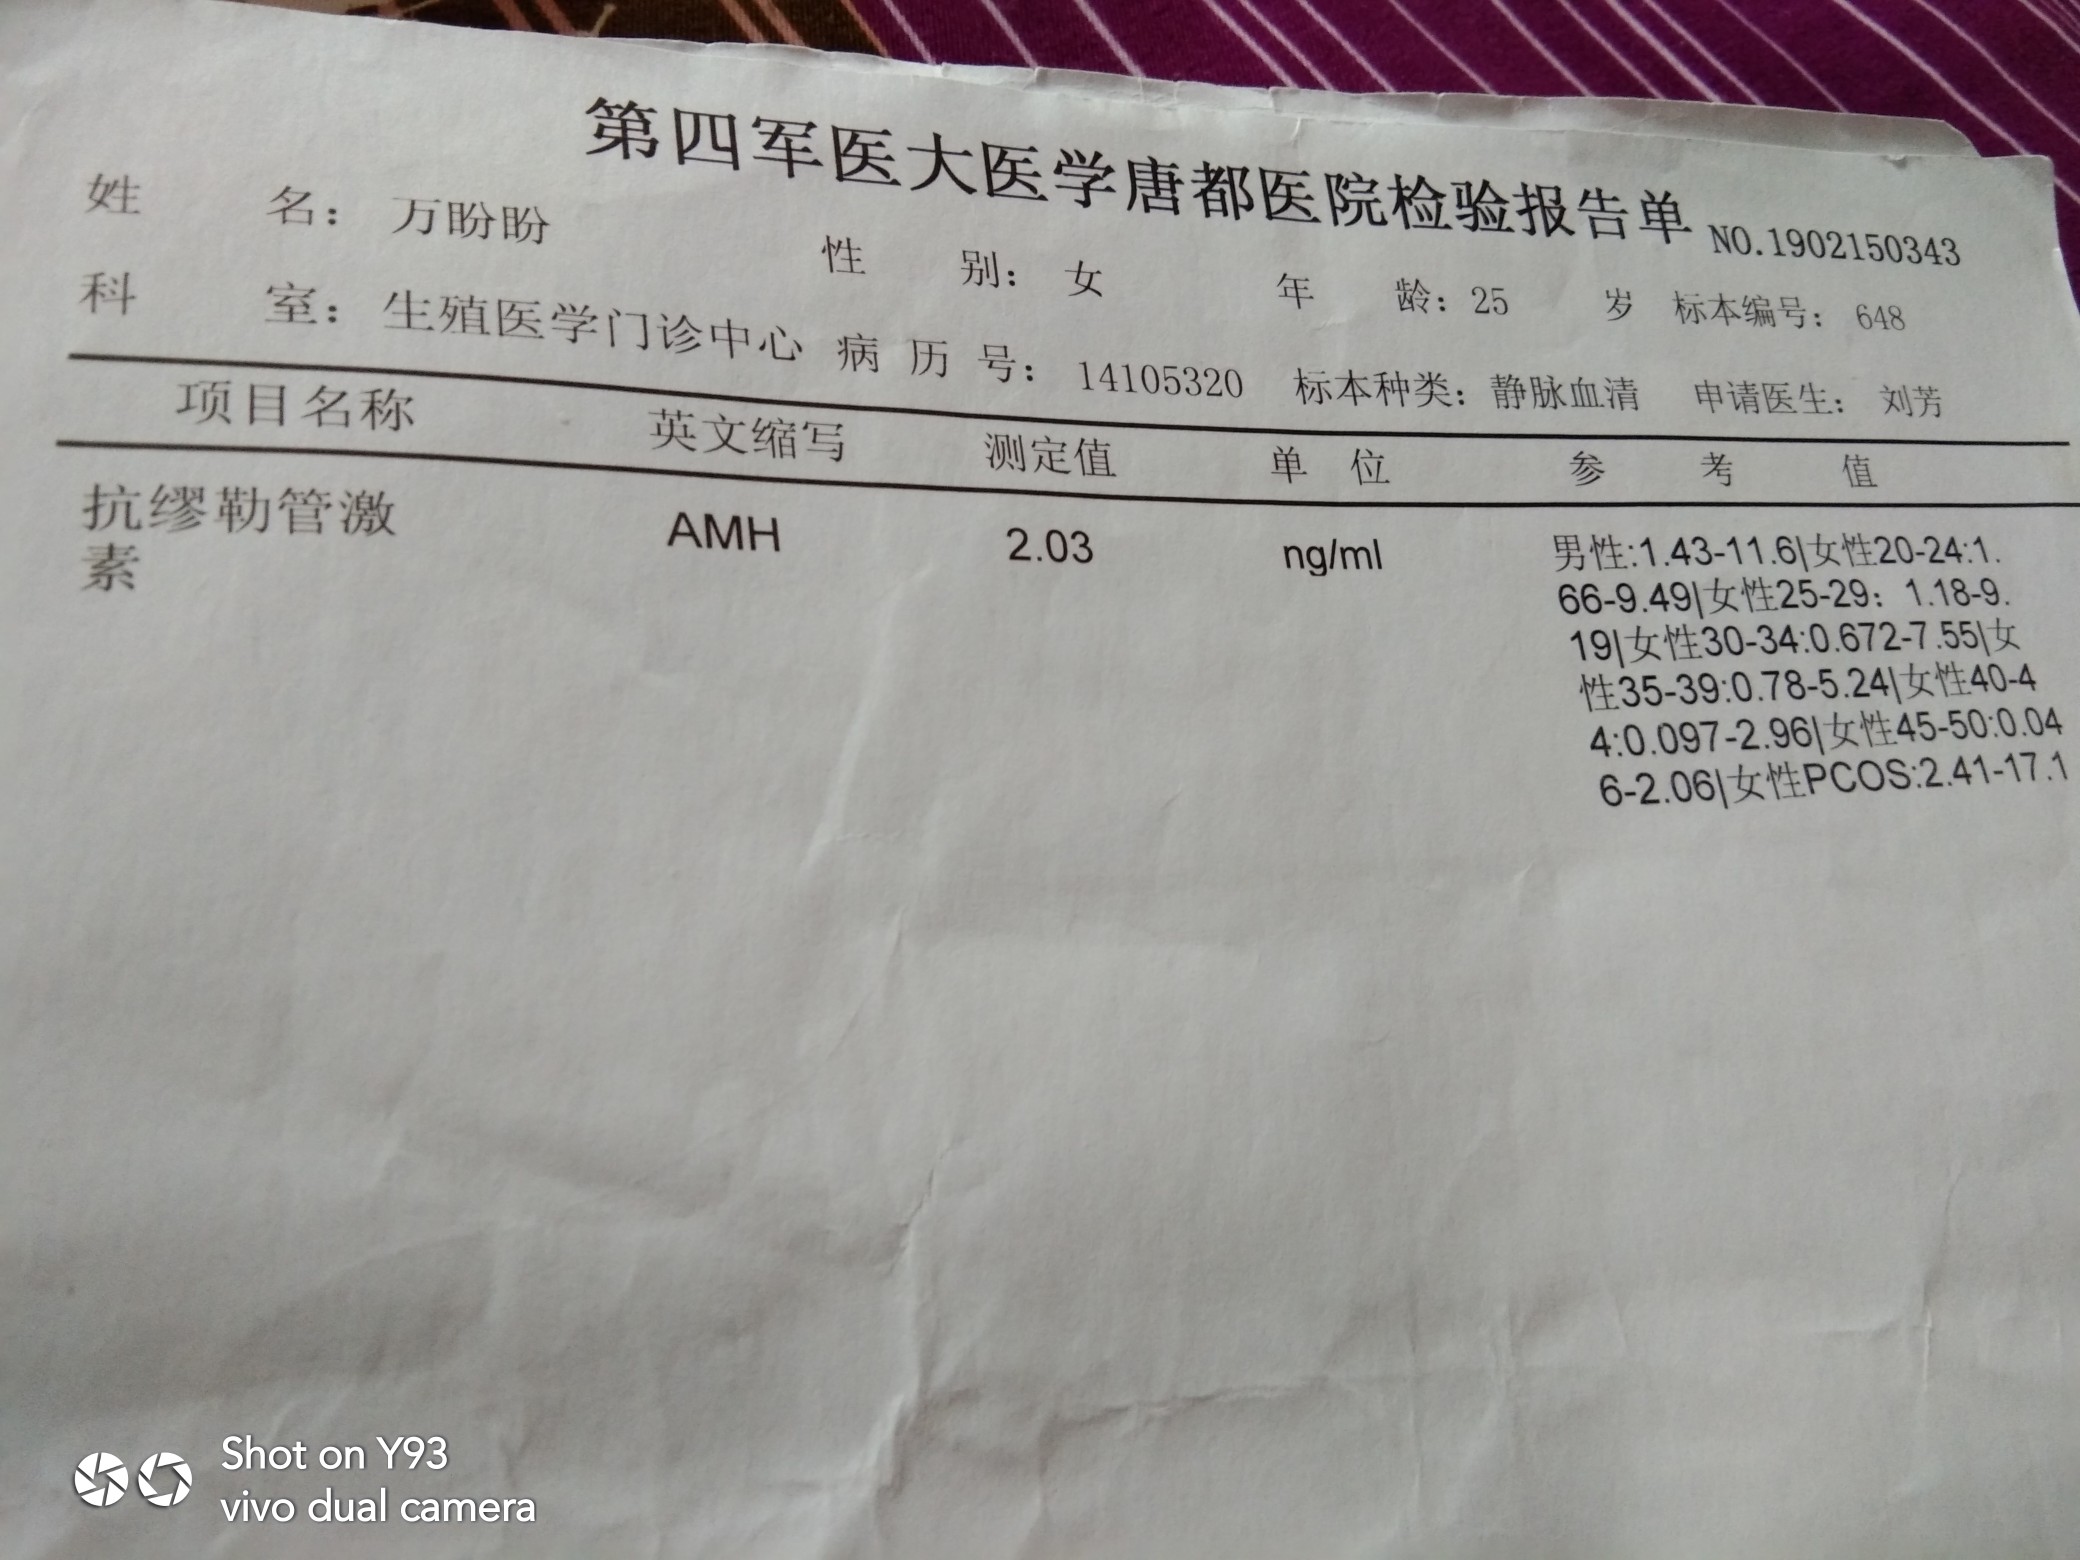 第四军医大医学唐都医院检验报告单 NO.1902150343
姓 名： 万盼盼 性 别： 女 年 龄：25 岁 标本编号： 648
科 室： 生殖医学门诊中心 病 历 号： 14105320 标本种类：静脉血清 申请医生： 刘芳
项目名称 英文缩写 测定值 单 位 参 考 值
抗缪勒管激 AMH 2.03 ng/ml 男性:1.43-11.6|女性20-24:1.
素
66-9.49|女性25-29：1.18-9.
19|女性30-34:0.672-7.55|女
性35-39:0.78-5.24|女性40-4
4:0.097-2.96|女性45-50:0.04
6-2.06|女性PCOS:2.41-17.1
Shot on Y93
vivo dual camera